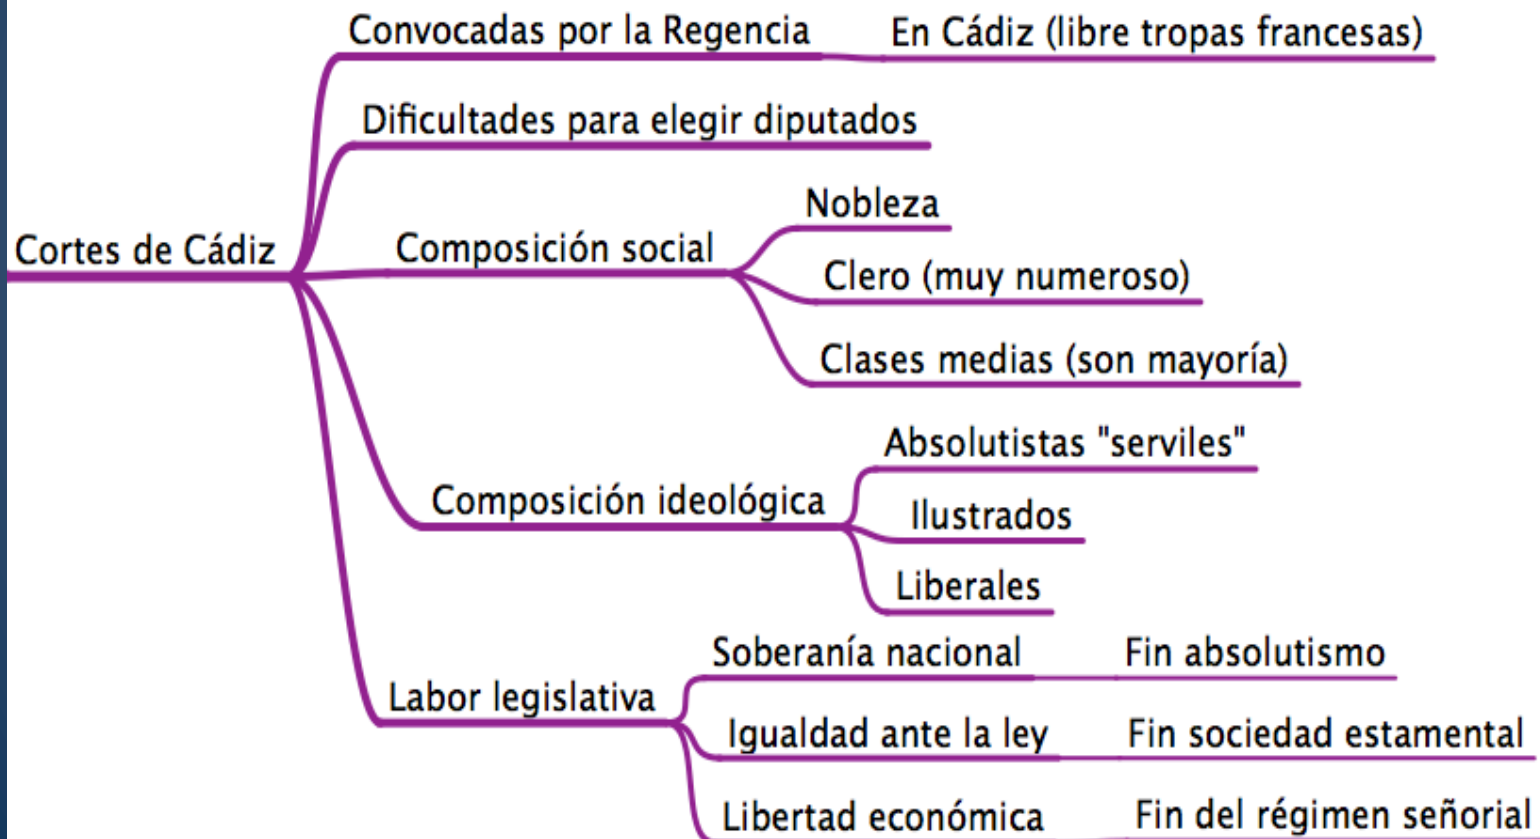 Cortes de Cádiz
Convocadas por la Regencia
En Cádiz (libre tropas francesas)
Dificultades para elegir diputados
Composición social
Nobleza
Clero (muy numeroso)
Clases medias (son mayoría)
Composición ideológica
Absolutistas "serviles"
Ilustrados
Liberales
Labor legislativa
Soberanía nacional
Fin absolutismo
Igualdad ante la ley
Fin sociedad estamental
Libertad económica
Fin del régimen señorial